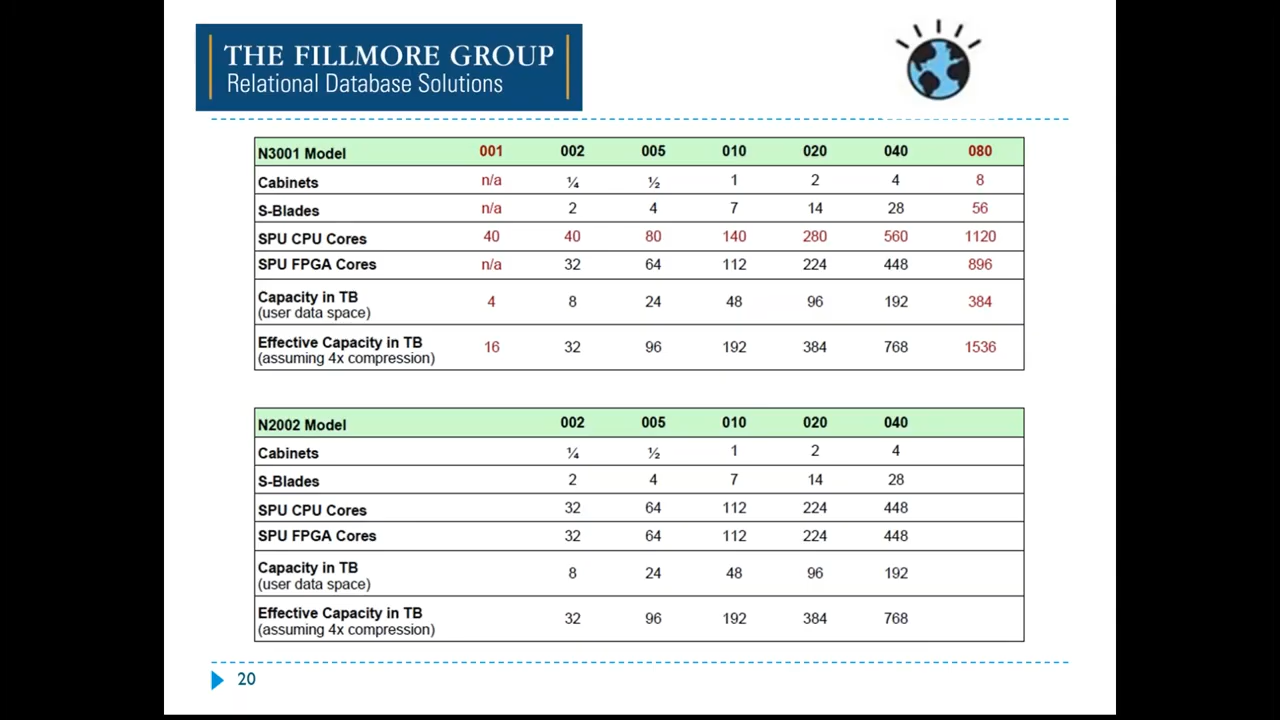 THE FILLMORE GROUP
Relational Database Solutions
N3001 Model 001 002 005 010 020 040 080
Cabinets n/a ¼ ½ 1 2 4 8
S-Blades n/a 2 4 7 14 28 56
SPU CPU Cores 40 40 80 140 280 560 1120
SPU FPGA Cores n/a 32 64 112 224 448 896
Capacity in TB
(user data space) 4 8 24 48 96 192 384
Effective Capacity in TB
(assuming 4x compression) 16 32 96 192 384 768 1536
N2002 Model 002 005 010 020 040
Cabinets ¼ ½ 1 2 4
S-Blades 2 4 7 14 28
SPU CPU Cores 32 64 112 224 448
SPU FPGA Cores 32 64 112 224 448
Capacity in TB
(user data space) 8 24 48 96 192
Effective Capacity in TB
(assuming 4x compression) 32 96 192 384 768
20